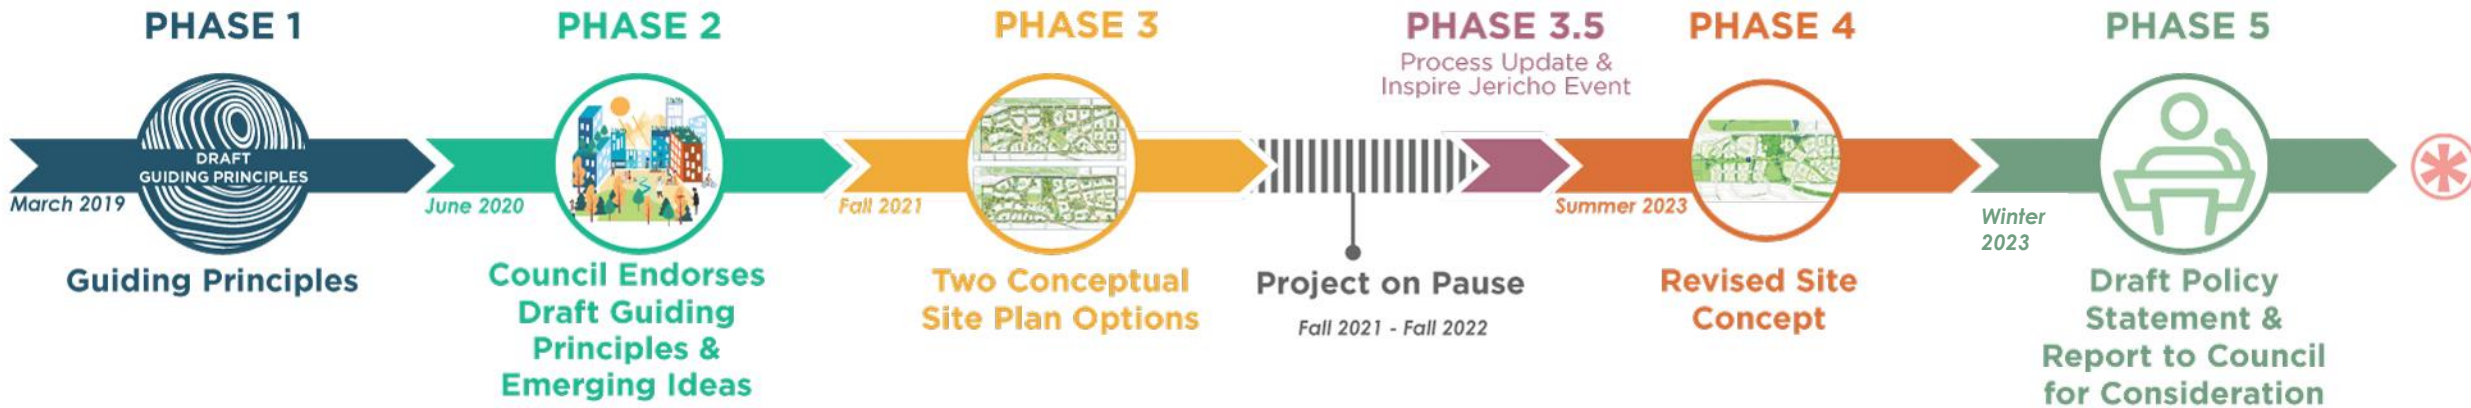 PHASE 1
DRAFT
GUIDING PRINCIPLES
March 2019
Guiding Principles
PHASE 2
June 2020
Council Endorses
Draft Guiding
Principles &
Emerging Ideas
PHASE 3
Fall 2021
Two Conceptual
Site Plan Options
Project on Pause
Fall 2021 - Fall 2022
PHASE 3.5
Process Update &
Inspire Jericho Event
PHASE 4
Summer 2023
Revised Site
Concept
PHASE 5
Winter
2023
Draft Policy
Statement &
Report to Council
for Consideration